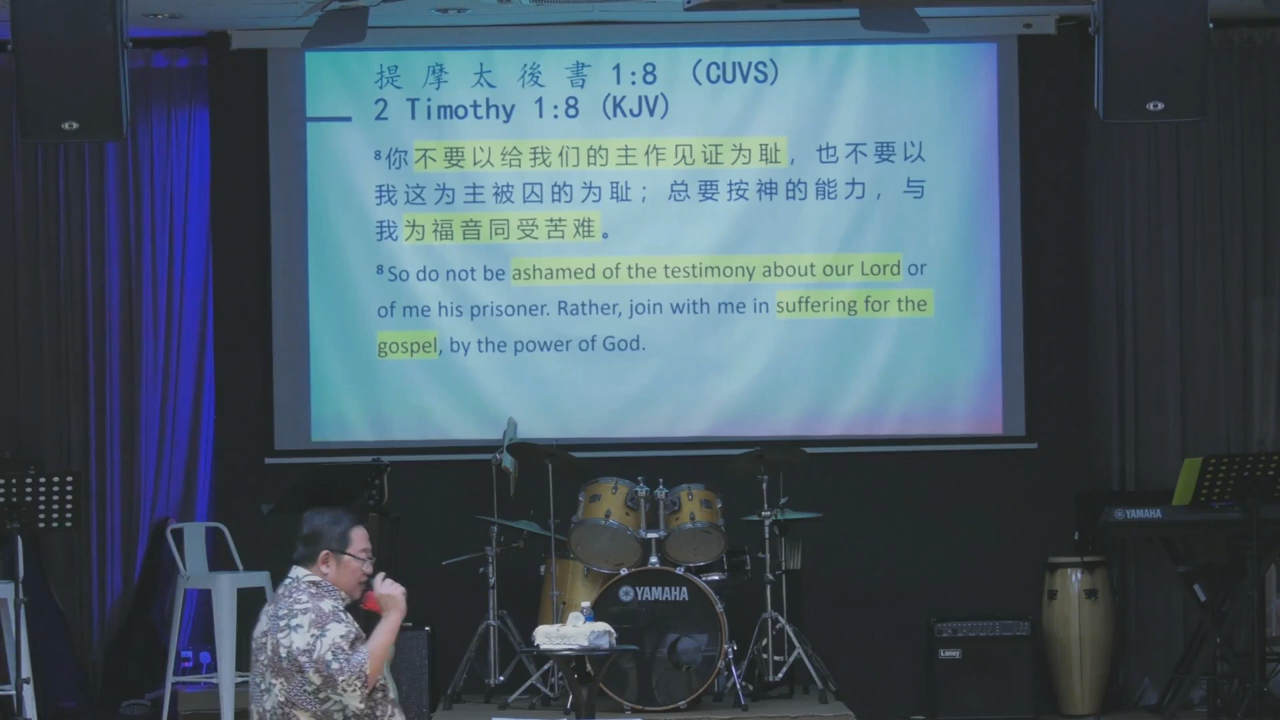 提摩太後書 1:8 （CUVS）
2 Timothy 1:8 (KJV)
⁸你不要以给我们的主作见证为耻，也不要以
我这为主被囚的为耻；总要按神的能力，与
我为福音同受苦难。
⁸So do not be ashamed of the testimony about our Lord or
of me his prisoner. Rather, join with me in suffering for the
gospel, by the power of God.
YAMAHA
YAMAHA
Laney